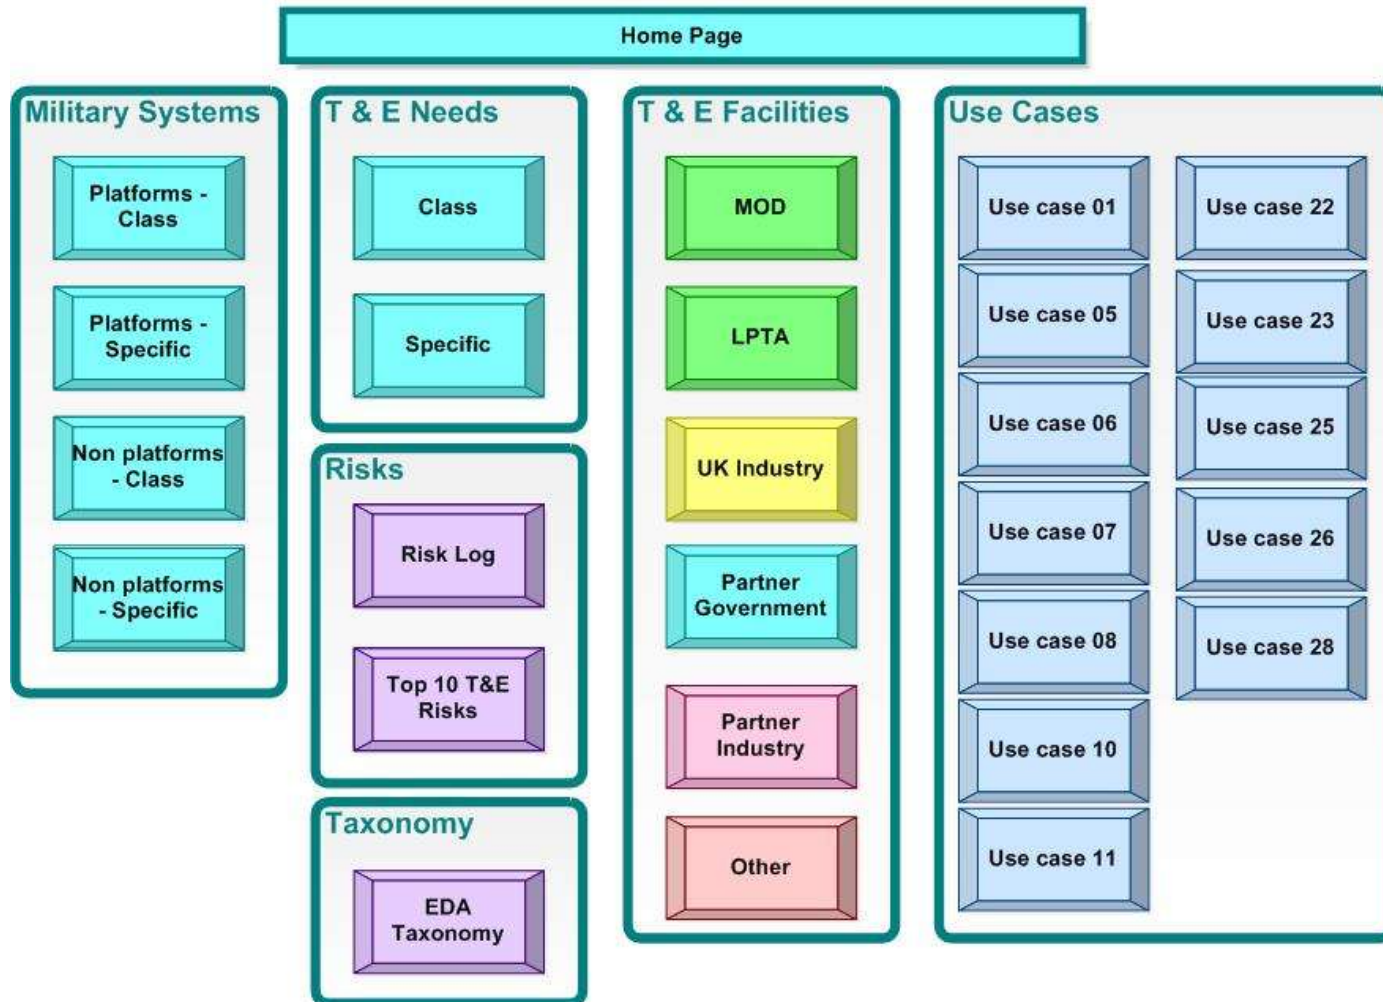 Home Page
Military Systems
Platforms -
Class
Platforms -
Specific
Non platforms
- Class
Non platforms
- Specific
T & E Needs
Class
Specific
Risks
Risk Log
Top 10 T&E
Risks
Taxonomy
EDA
Taxonomy
T & E Facilities
MOD
LPTA
UK Industry
Partner
Government
Partner
Industry
Other
Use Cases
Use case 01
Use case 05
Use case 06
Use case 07
Use case 08
Use case 10
Use case 11
Use case 22
Use case 23
Use case 25
Use case 26
Use case 28